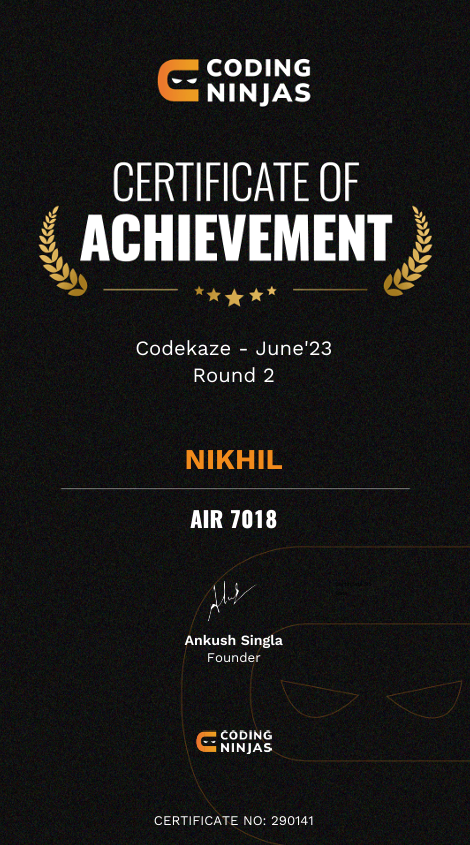 CODING
NINJAS
CERTIFICATE OF
ACHIEVEMENT
Codekaze - June'23
Round 2
NIKHIL
AIR 7018
Ankush Singla
Founder
CODING
NINJAS
CERTIFICATE NO: 290141